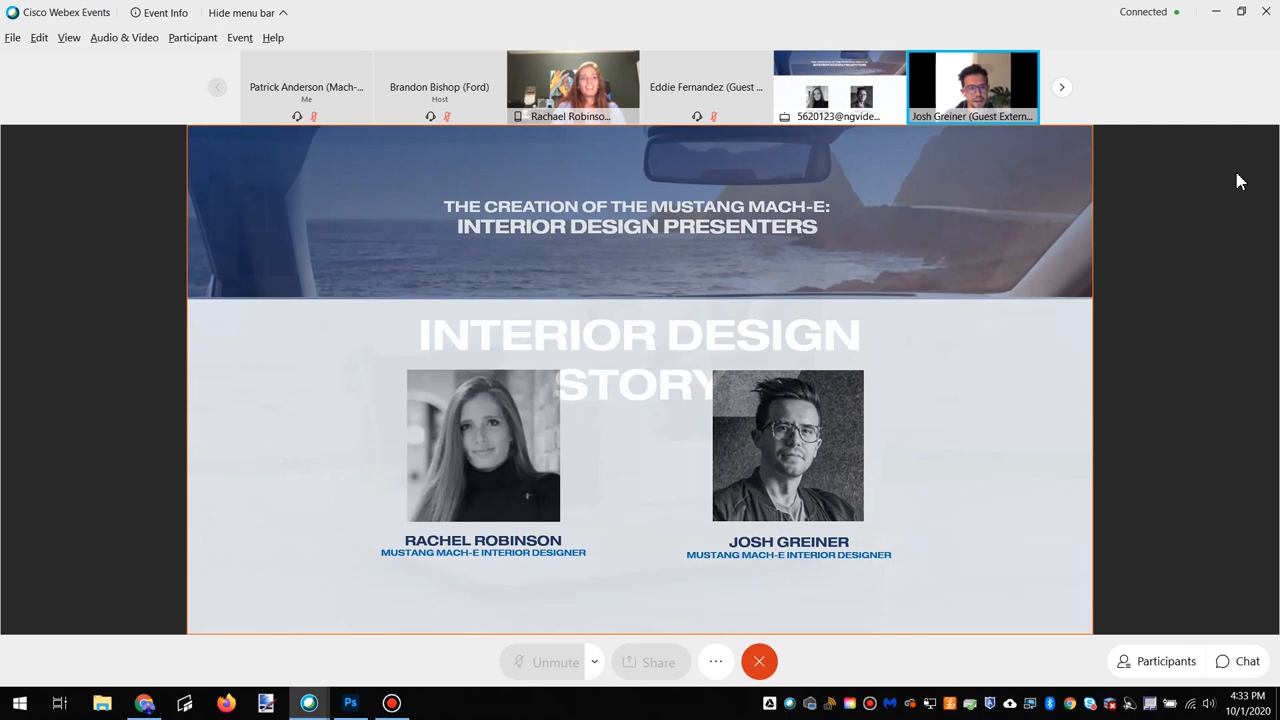 Cisco Webex Events
Event Info
Hide menu bar
Connected
File Edit View Audio & Video Participant Event Help
Patrick Anderson (Mach-...
Me
Brandon Bishop (Ford)
Host
Rachael Robinso...
Eddie Fernandez (Guest ...
5620123@ngvide...
Josh Greiner (Guest Extern...
THE CREATION OF THE MUSTANG MACH-E:
INTERIOR DESIGN PRESENTERS
INTERIOR DESIGN
STORY
RACHEL ROBINSON
MUSTANG MACH-E INTERIOR DESIGNER
JOSH GREINER
MUSTANG MACH-E INTERIOR DESIGNER
Unmute
Share
Participants
Chat
Ps
4:33 PM
10/1/2020